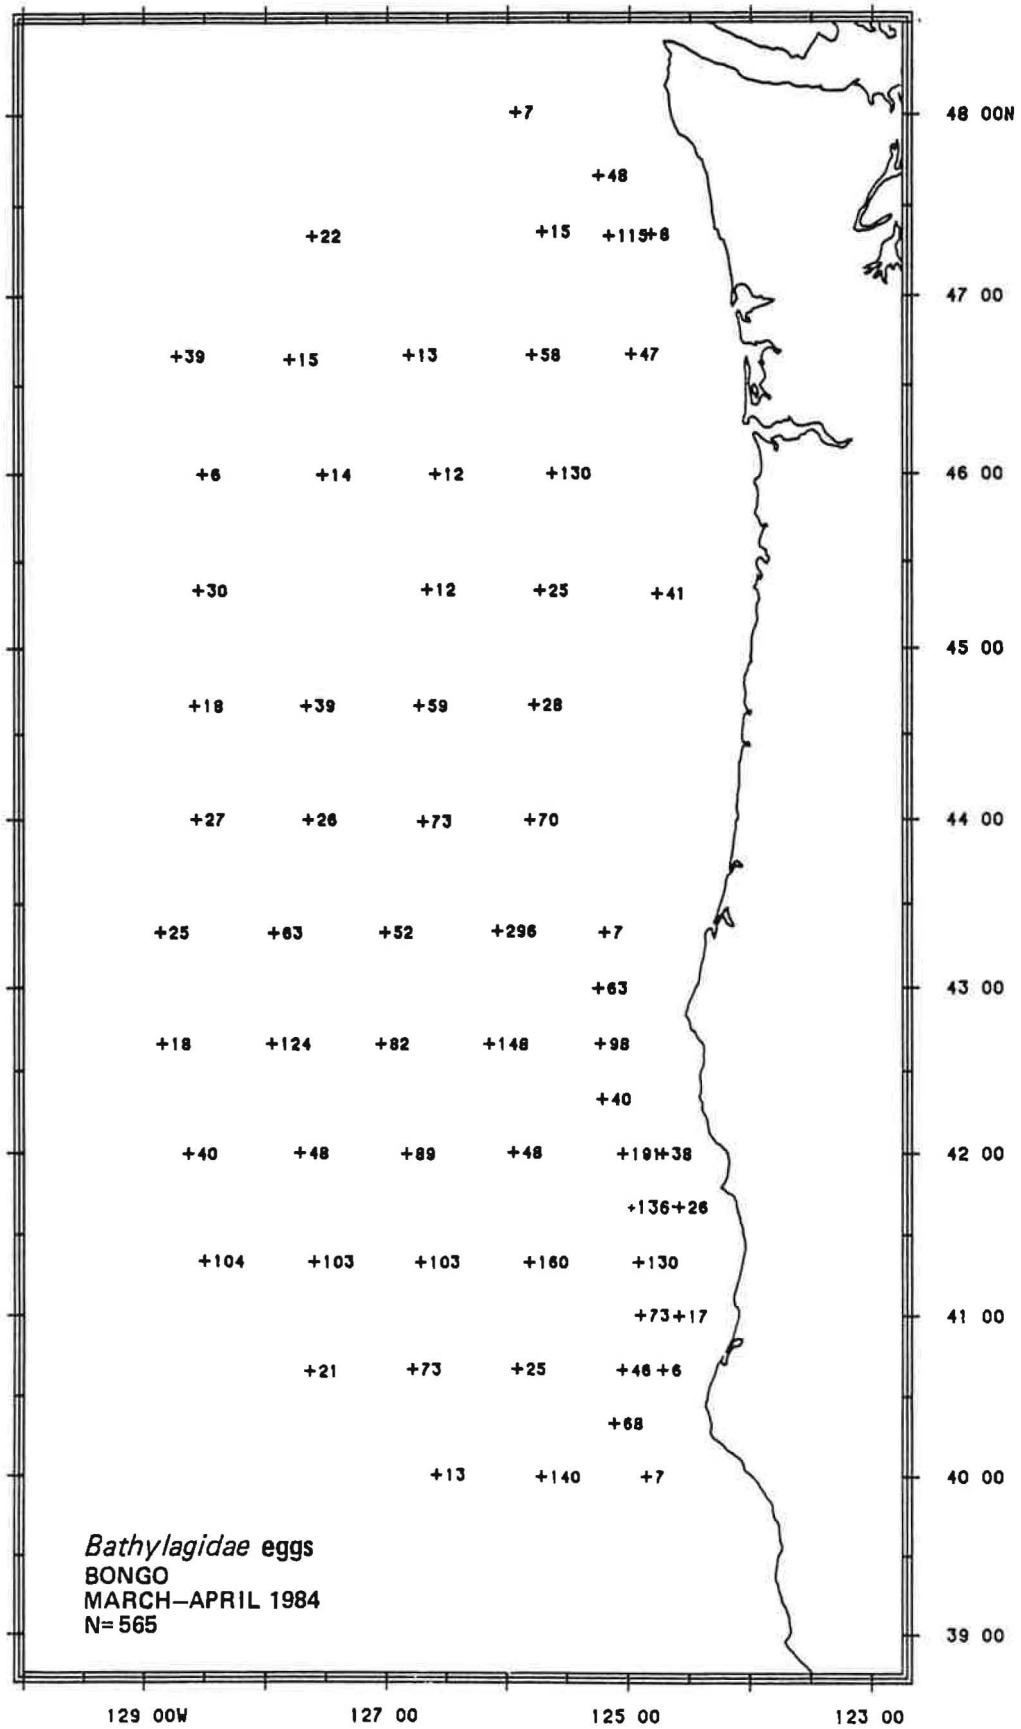 +7 48 00N
+48
+22 +15 +115+8
47 00
+39 +15 +13 +58 +47
+6 +14 +12 +130 46 00
+30 +12 +25 +41
45 00
+18 +39 +59 +28
+27 +26 +73 +70 44 00
+25 +63 +52 +296 +7
+63 43 00
+18 +124 +82 +148 +98
+40
+40 +48 +89 +48 +191+38 42 00
+136+26
+104 +103 +103 +160 +130
+73+17 41 00
+21 +73 +25 +46+6
+68
+13 +140 +7 40 00
Bathylagidae eggs
BONGO
MARCH–APRIL 1984
N=565
39 00
129 00W 127 00 125 00 123 00